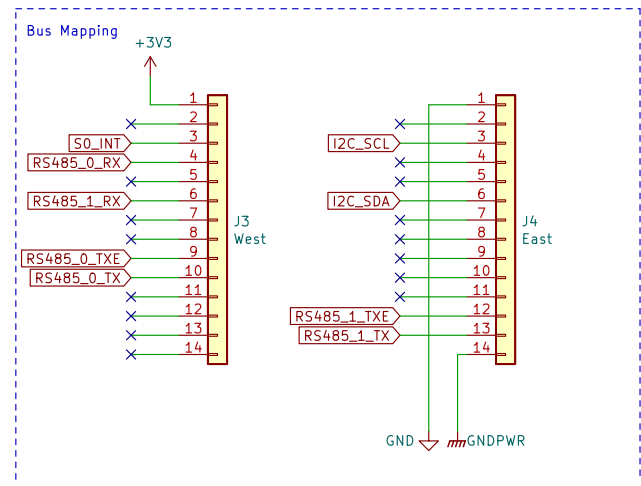 Bus Mapping
+3V3
1
2
S0_INT 3
RS485_0_RX 4
5
RS485_1_RX 6
7
8
RS485_0_TXE 9
RS485_0_TX 10
11
12
13
14
J3
West
1
2
I2C_SCL 3
4
5
I2C_SDA 6
7
8
9
10
11
RS485_1_TXE 12
RS485_1_TX 13
14
J4
East
GND
GNDPWR